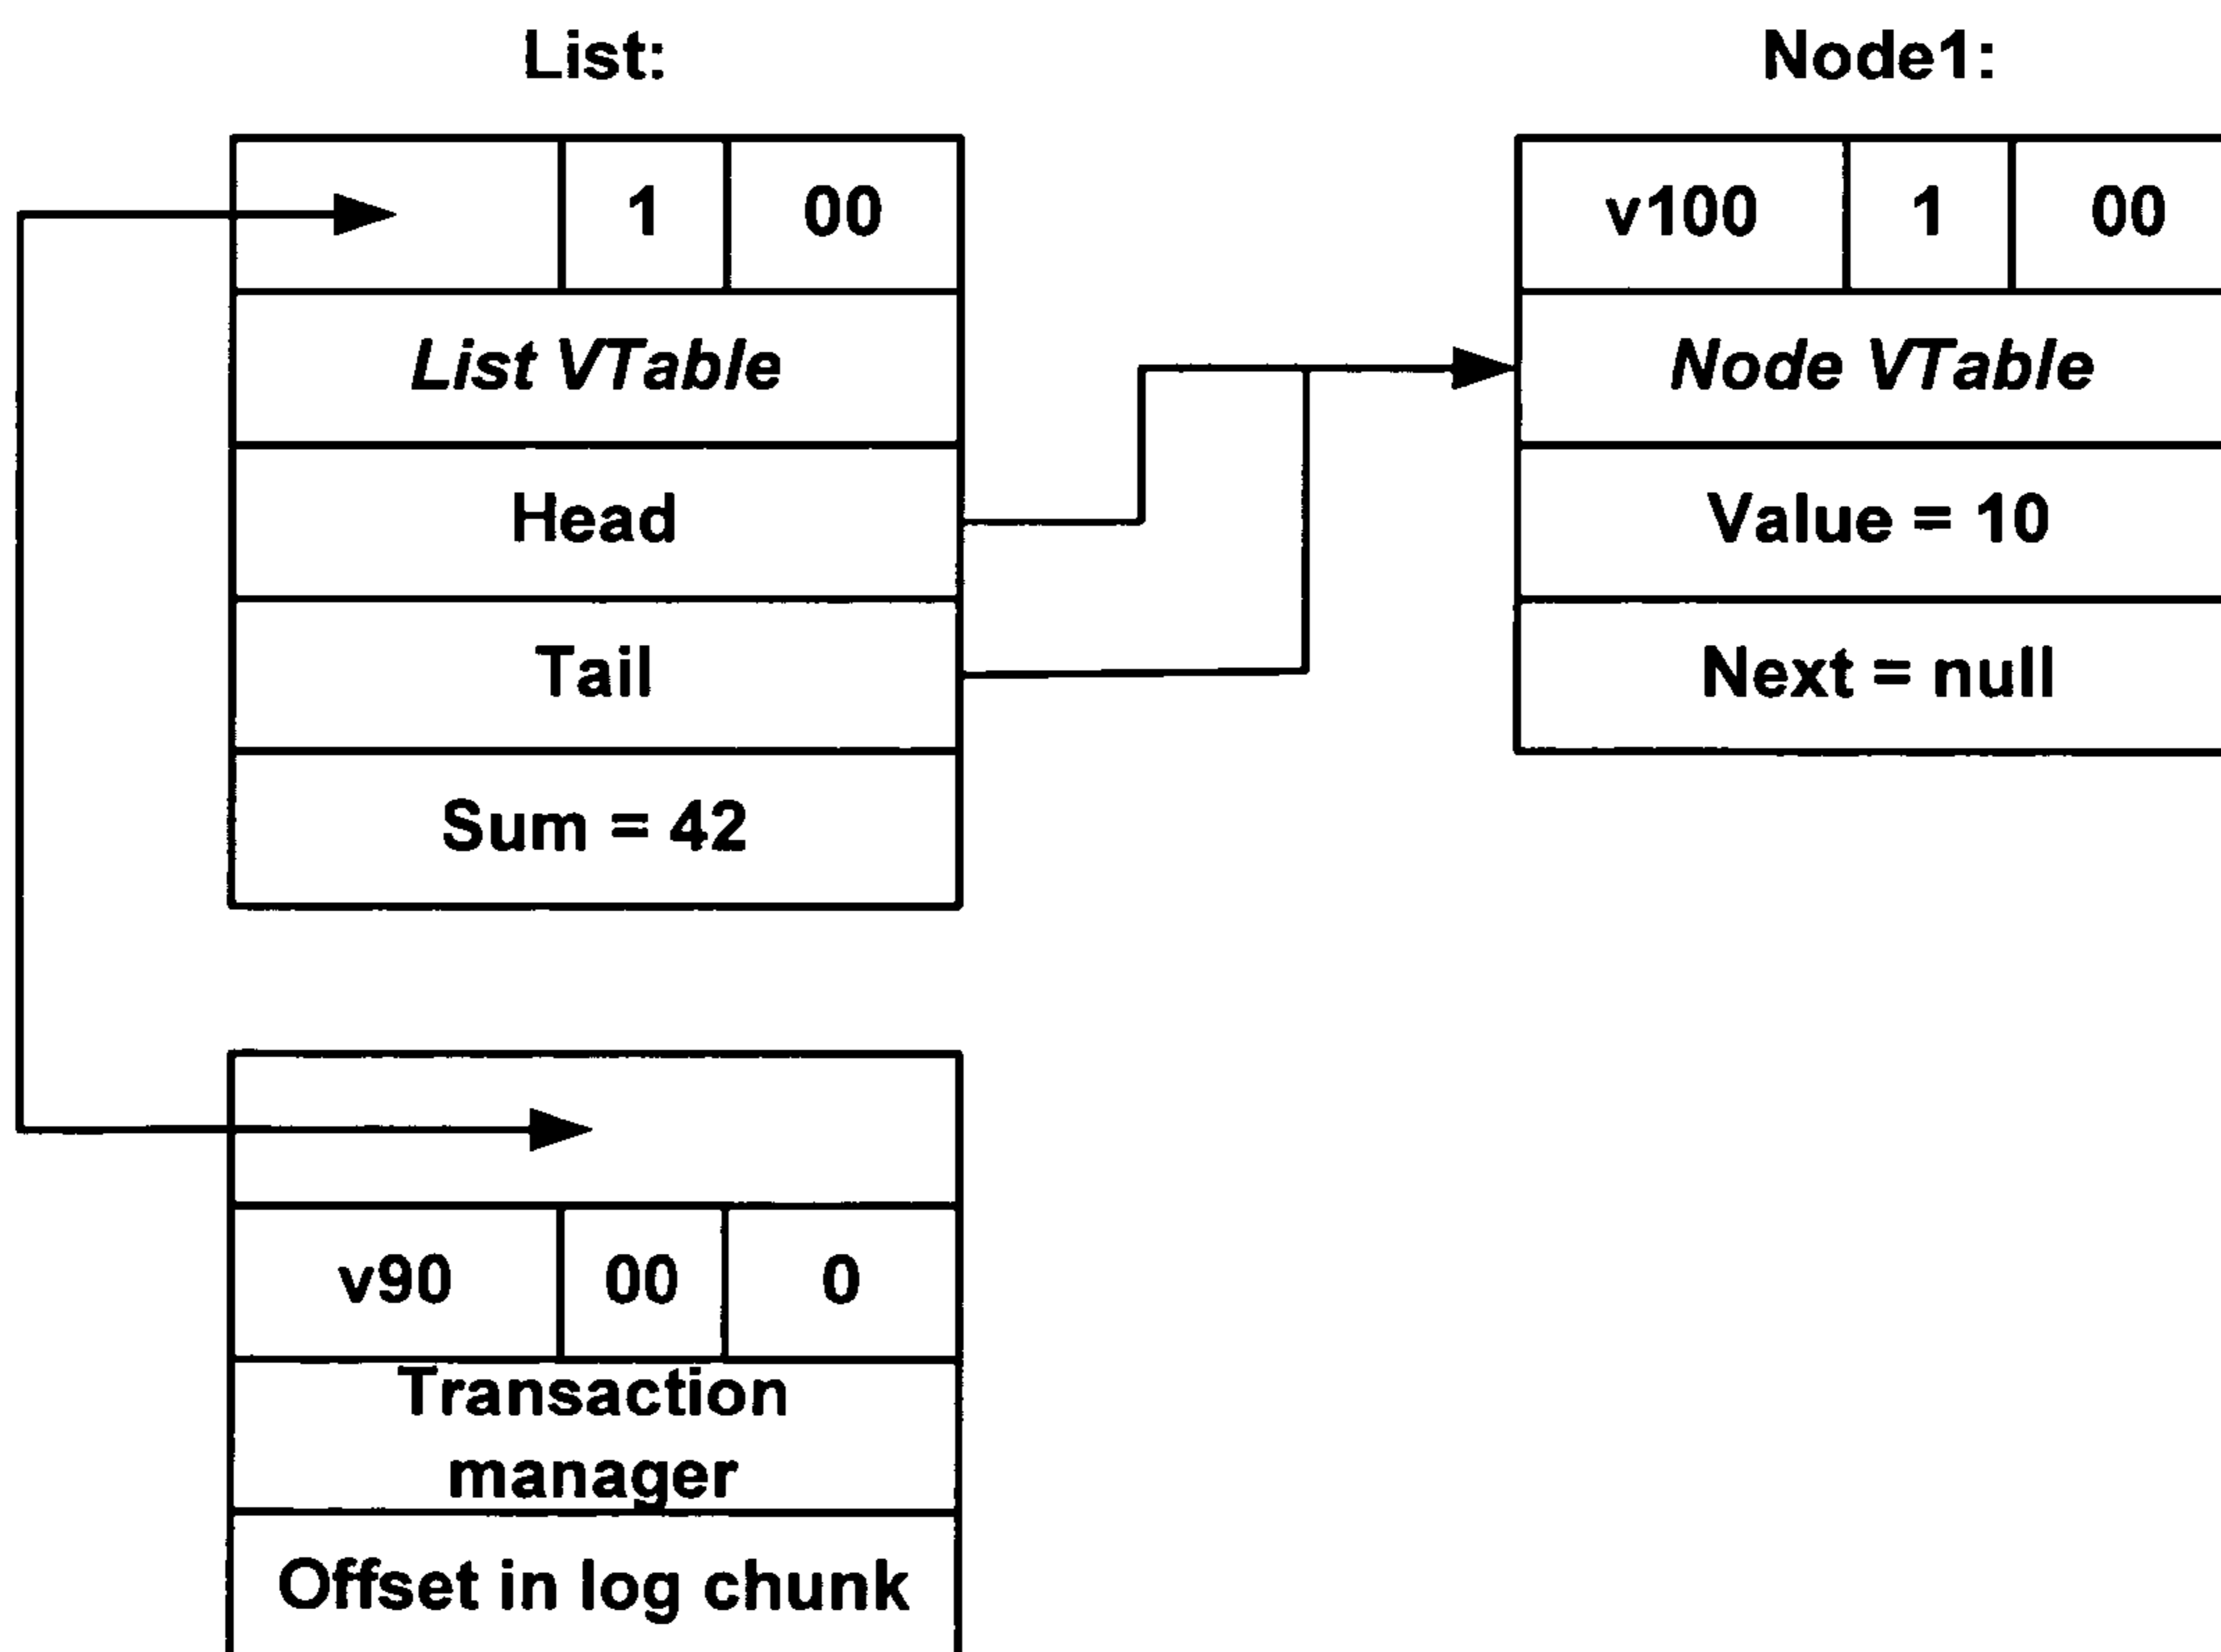 List:
1
00
List VTable
Head
Tail
Sum = 42
Node1:
v100
1
00
Node VTable
Value = 10
Next = null
v90
00
0
Transaction
manager
Offset in log chunk